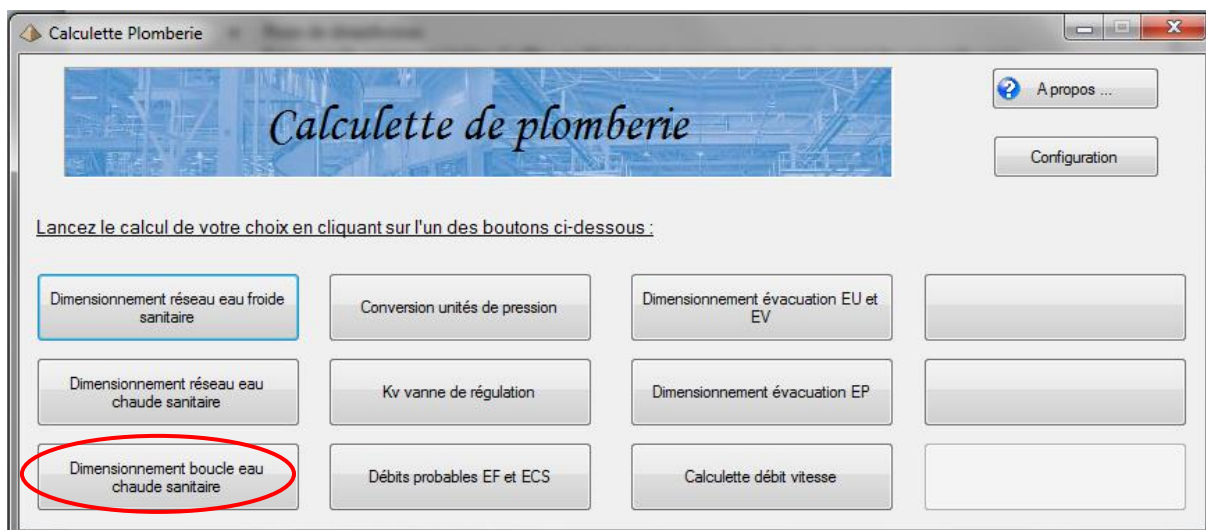 Calculette Plomberie
Calculette de plomberie
A propos ...
Configuration
Lancez le calcul de votre choix en cliquant sur l'un des boutons ci-dessous :
Dimensionnement réseau eau froide
sanitaire
Conversion unités de pression
Dimensionnement évacuation EU et
EV
Dimensionnement réseau eau
chaude sanitaire
Kv vanne de régulation
Dimensionnement évacuation EP
Dimensionnement boucle eau
chaude sanitaire
Débits probables EF et ECS
Calculette débit vitesse